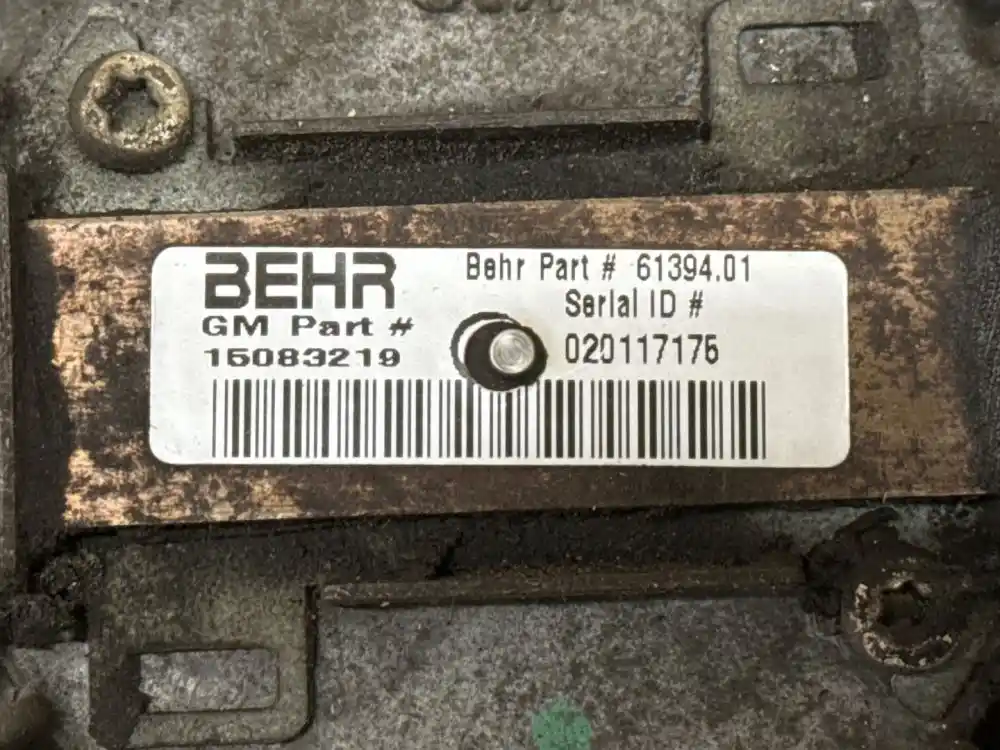 BEHR
GM Part #
15083219
Behr Part # 61394.01
Serial ID #
020117175